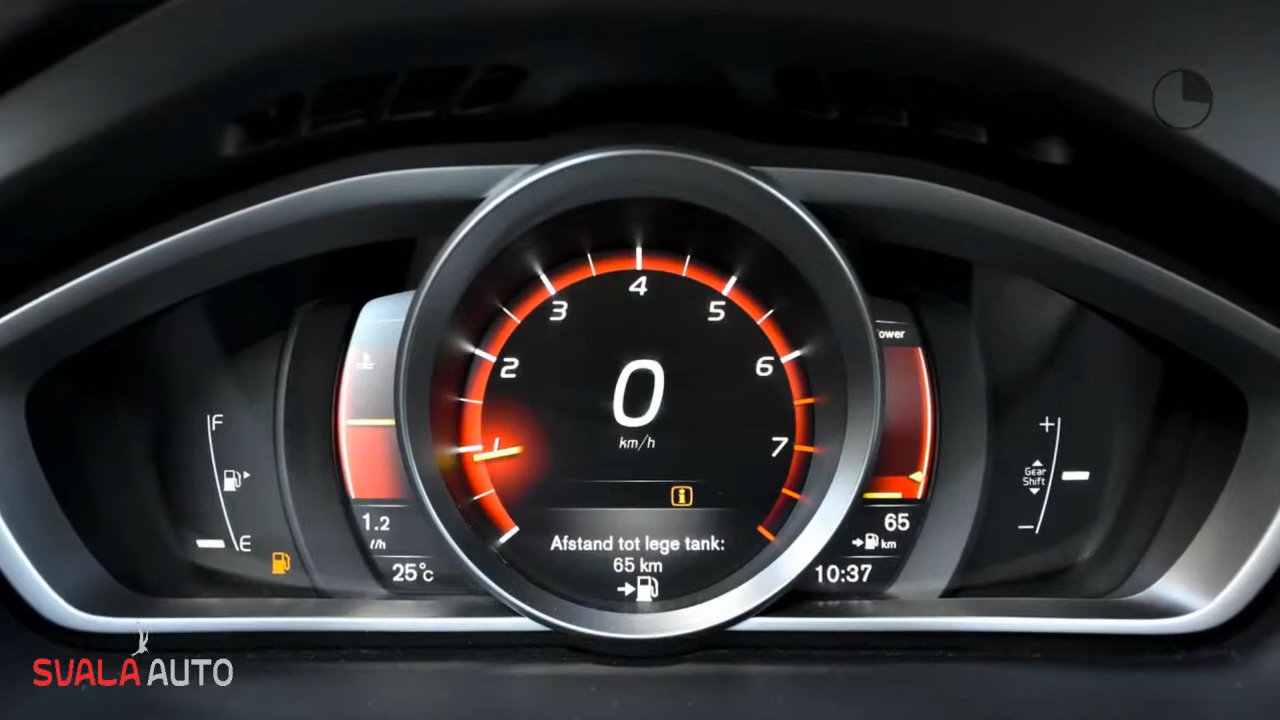 4
3
5
ower
2
6
0
km/h
F
+
1
7
Gear
Shift
65
1.2
km
l/h
E
Afstand tot lege tank:
65 km
25°c
10:37
SVALA AUTO